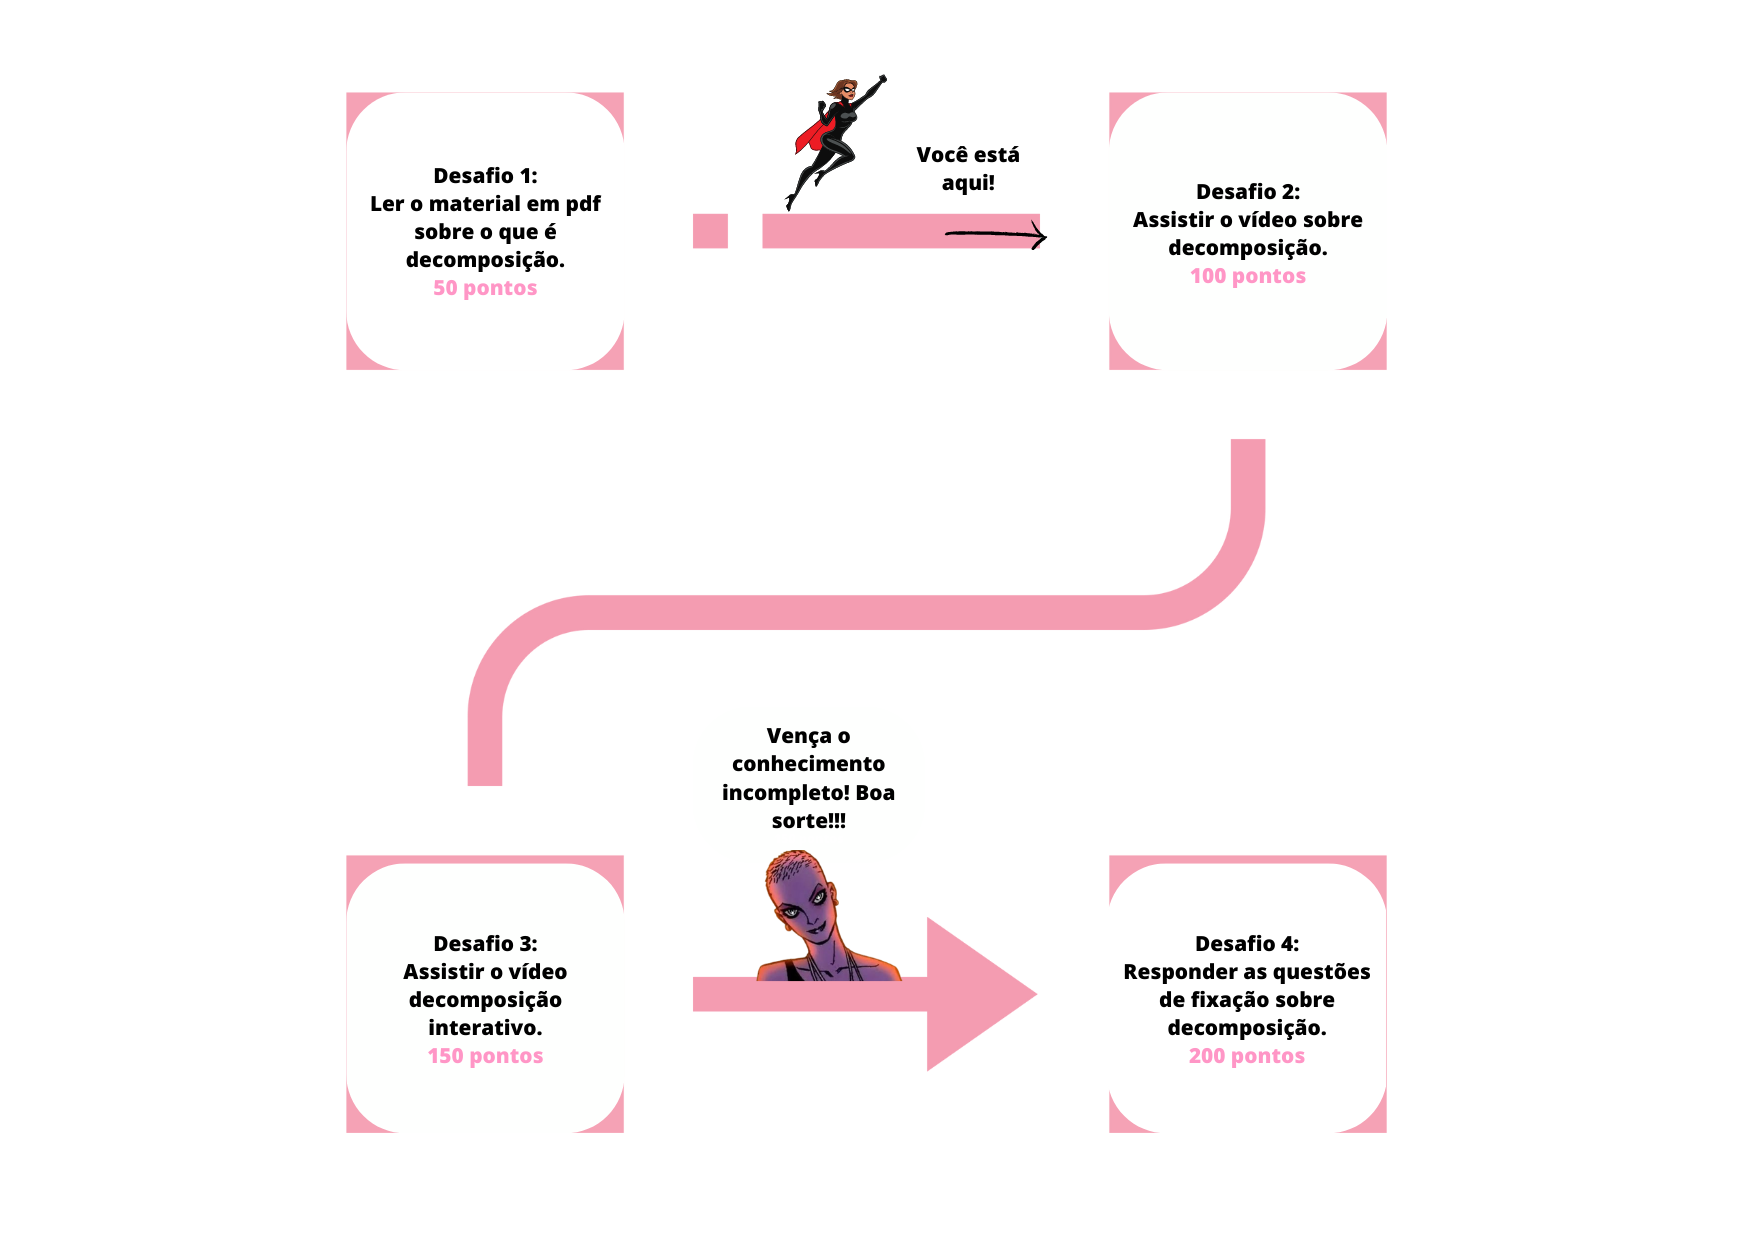 Desafio 1:
Ler o material em pdf
sobre o que é
decomposição.
50 pontos
Você está
aqui!
Desafio 2:
Assistir o vídeo sobre
decomposição.
100 pontos
Vença o
conhecimento
incompleto! Boa
sorte!!!
Desafio 3:
Assistir o vídeo
decomposição
interativo.
150 pontos
Desafio 4:
Responder as questões
de fixação sobre
decomposição.
200 pontos